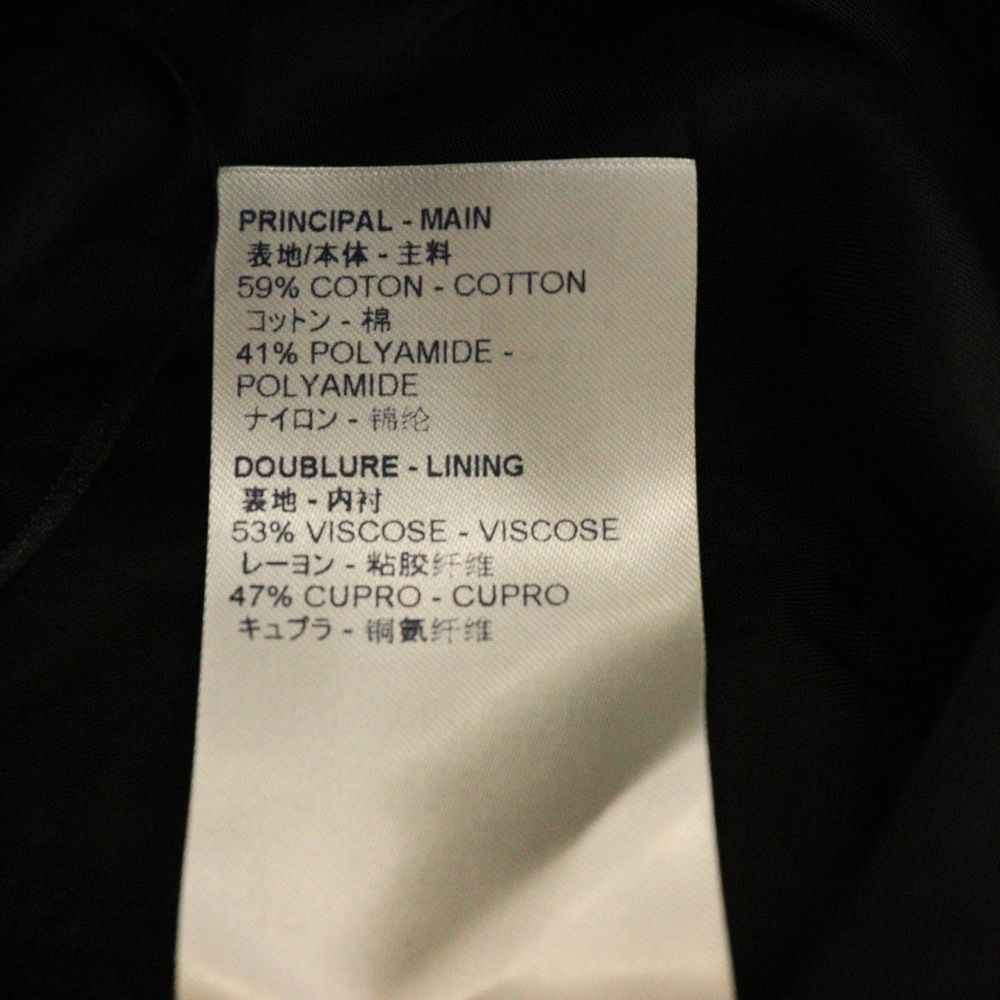 PRINCIPAL - MAIN
表地/本体 - 主料
59% COTON - COTTON
コットン - 棉
41% POLYAMIDE -
POLYAMIDE
ナイロン - 锦纶
DOUBLURE - LINING
裏地 - 内衬
53% VISCOSE - VISCOSE
レーヨン - 粘胶纤维
47% CUPRO - CUPRO
キュプラ - 铜氨纤维